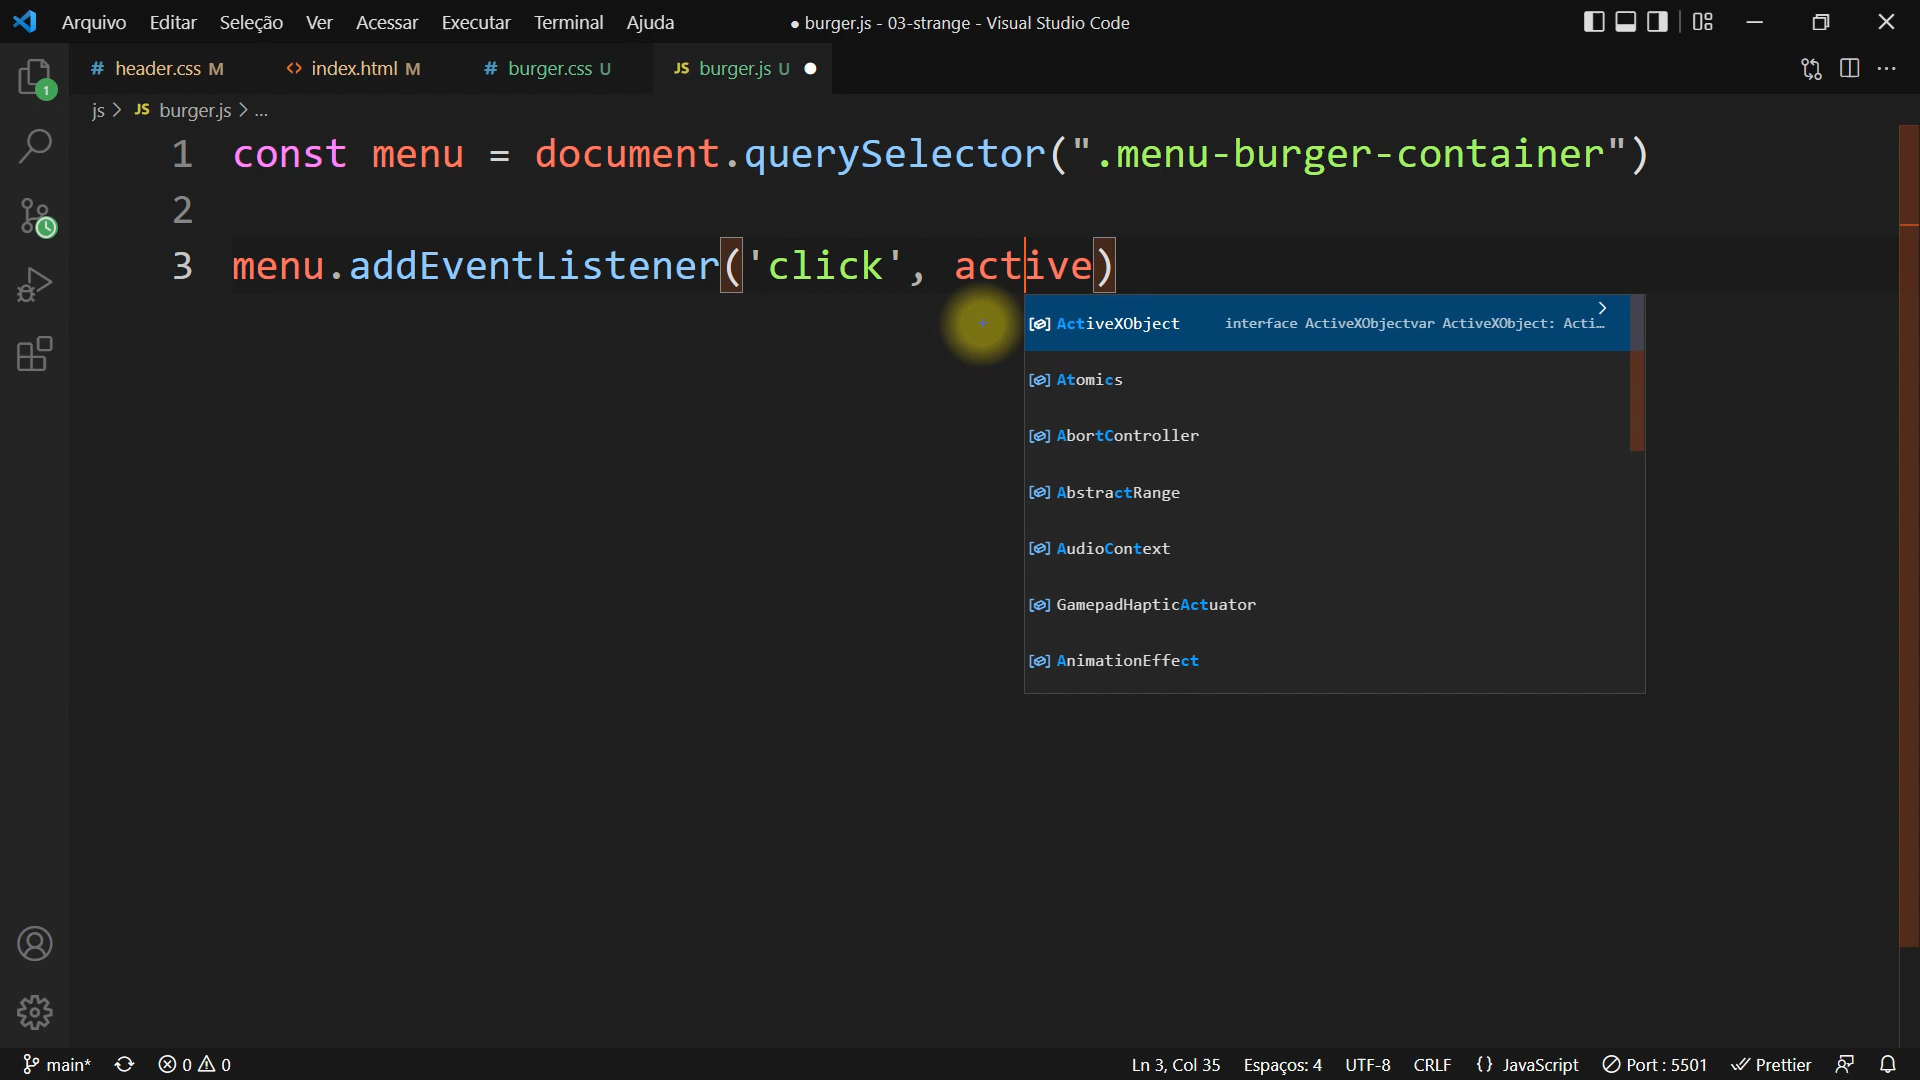 Arquivo Editar Seleção Ver Acessar Executar Terminal Ajuda ● burger.js - 03-strange - Visual Studio Code
# header.css M <> index.html M # burger.css U JS burger.js U ●
1
js > JS burger.js > ...
1 const menu = document.querySelector(".menu-burger-container")
2
3 menu.addEventListener('click', active)
ActiveXObject interface ActiveXObjectvar ActiveXObject: Acti…
Atomics
AbortController
AbstractRange
AudioContext
GamepadHapticActuator
AnimationEffect
main* 0 0 Ln 3, Col 35 Espaços: 4 UTF-8 CRLF {} JavaScript Port : 5501 Prettier